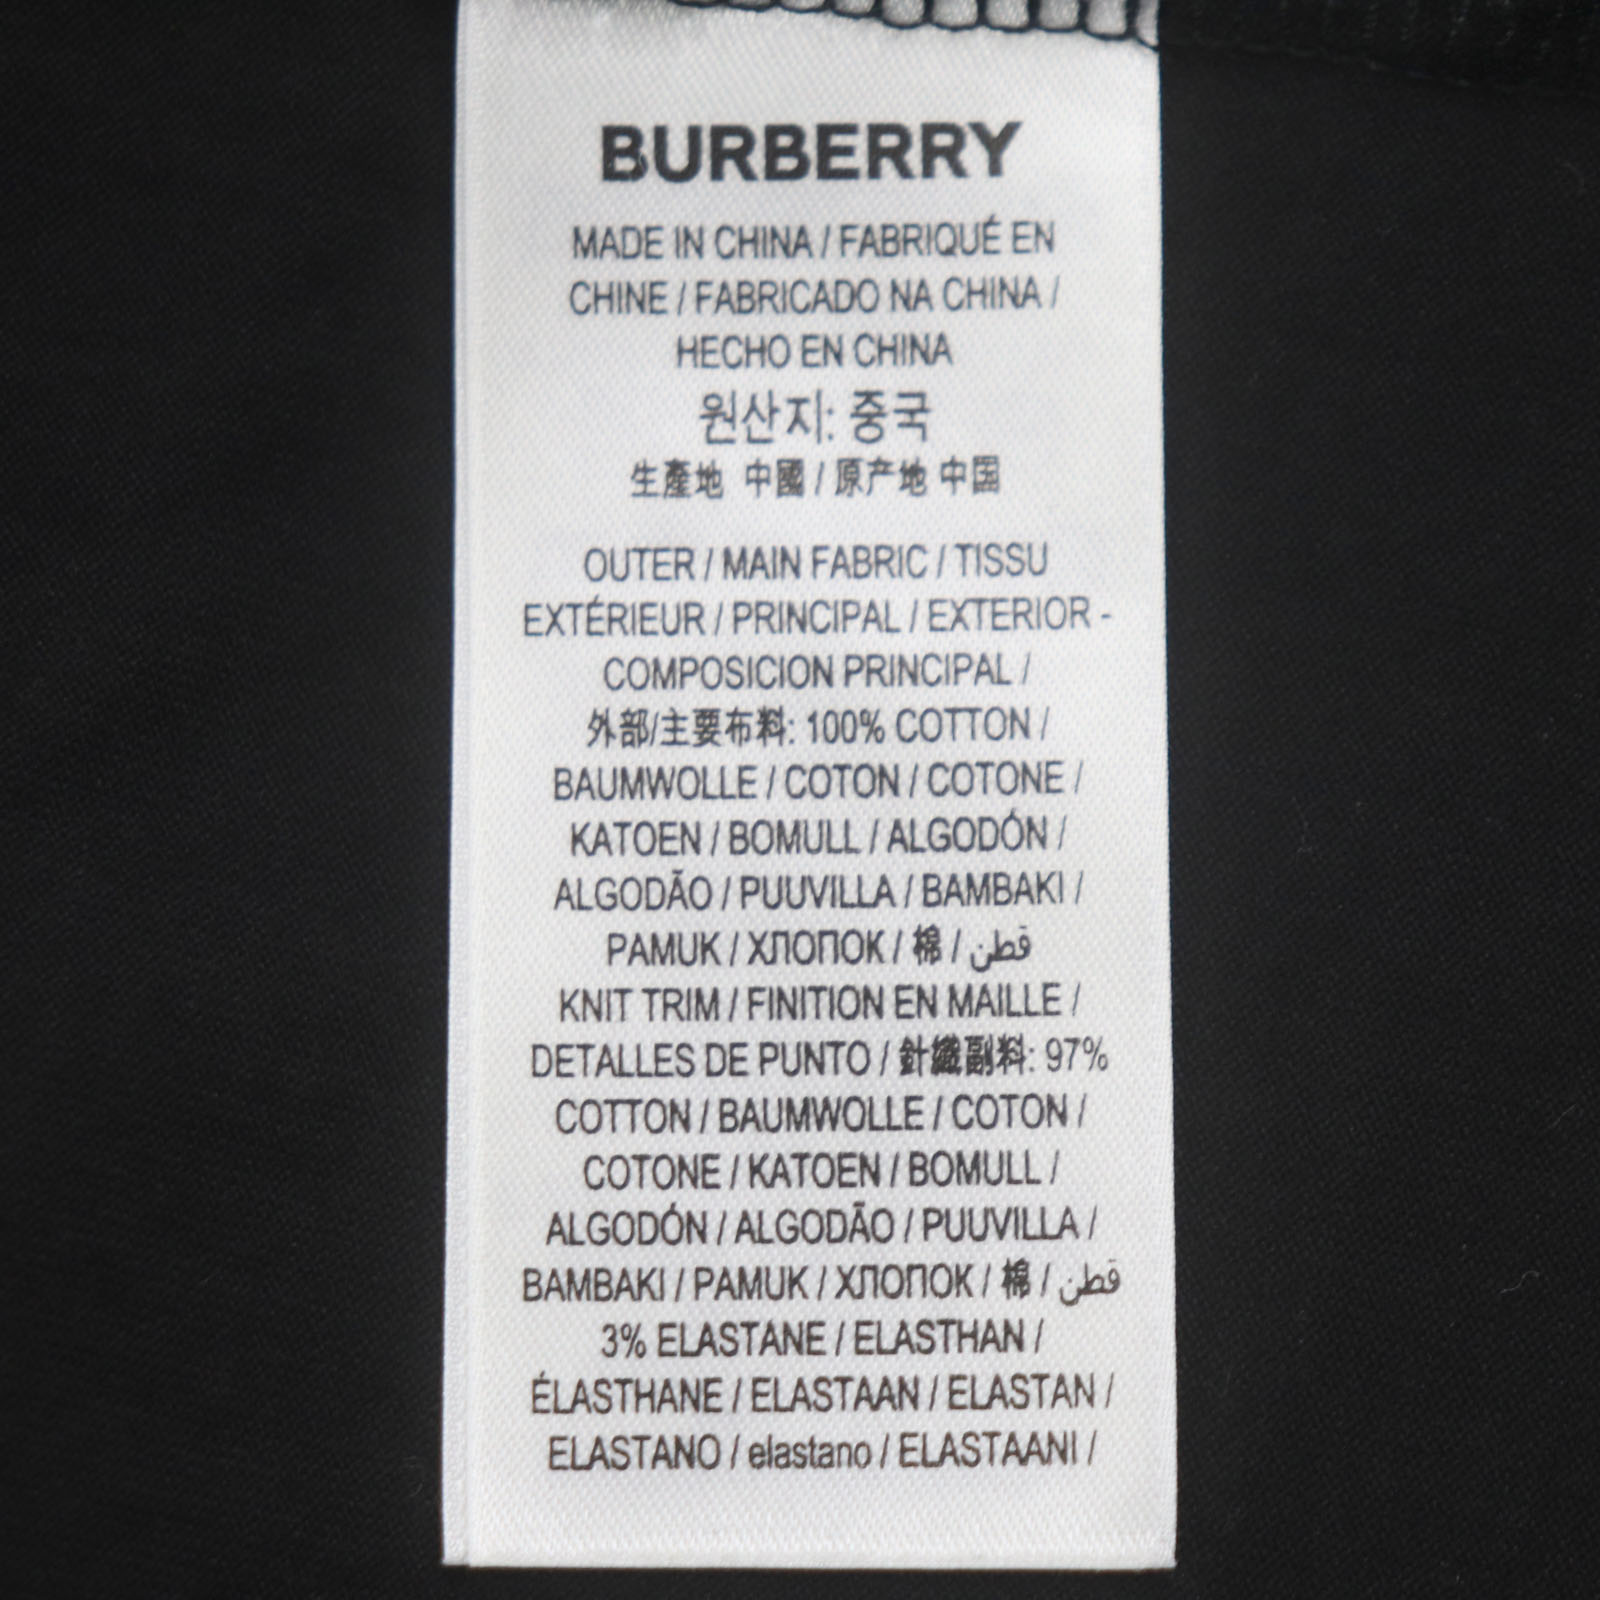 BURBERRY
MADE IN CHINA / FABRIQUÉ EN
CHINE / FABRICADO NA CHINA /
HECHO EN CHINA
원산지: 중국
生產地 中國 / 原产地 中国
OUTER / MAIN FABRIC / TISSU
EXTÉRIEUR / PRINCIPAL / EXTERIOR -
COMPOSICION PRINCIPAL /
外部/主要布料: 100% COTTON /
BAUMWOLLE / COTON / COTONE /
KATOEN / BOMULL / ALGODÓN /
ALGODÃO / PUUVILLA / BAMBAKI /
PAMUK / ХЛОПОК / 棉 / قطن
KNIT TRIM / FINITION EN MAILLE /
DETALLES DE PUNTO / 針織副料: 97%
COTTON / BAUMWOLLE / COTON /
COTONE / KATOEN / BOMULL /
ALGODÓN / ALGODÃO / PUUVILLA /
BAMBAKI / PAMUK / ХЛОПОК / 棉 / قطن
3% ELASTANE / ELASTHAN /
ÉLASTHANE / ELASTAAN / ELASTAN /
ELASTANO / elastano / ELASTAANI /